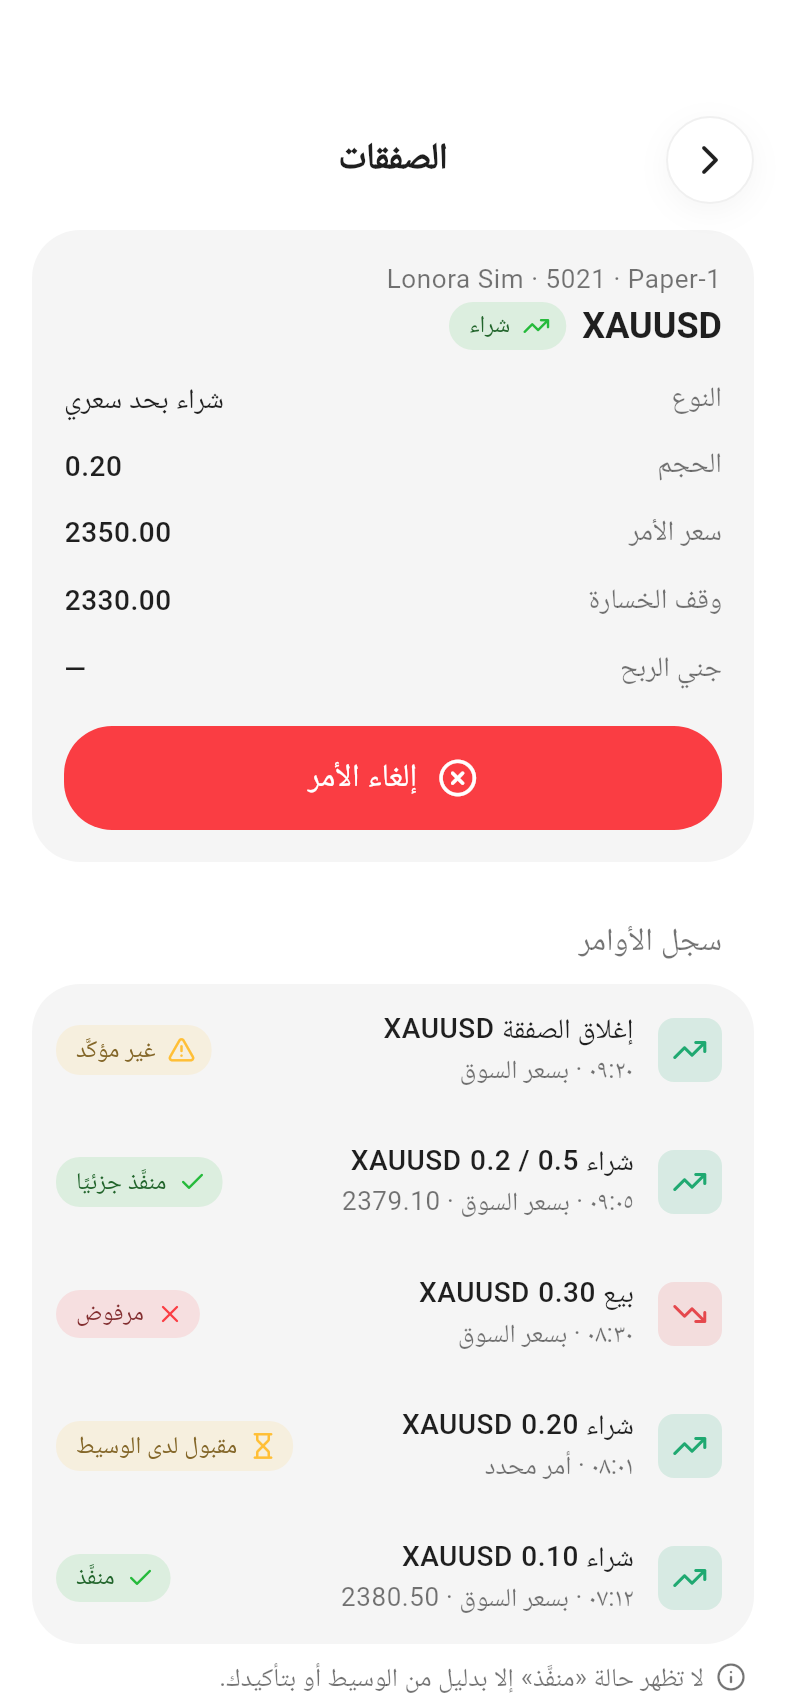 الصفقات
Lonora Sim · 5021 · Paper-1
XAUUSD شراء
النوع شراء بحد سعري
الحجم 0.20
سعر الأمر 2350.00
وقف الخسارة 2330.00
جني الربح —
إلغاء الأمر
سجل الأوامر
إغلاق الصفقة XAUUSD
غير مؤكَّد
٠٩:٢٠ · بسعر السوق
شراء XAUUSD 0.2 / 0.5
منفَّذ جزئيًا
٠٩:٠٥ · بسعر السوق · 2379.10
بيع XAUUSD 0.30
مرفوض
٠٨:٣٠ · بسعر السوق
شراء XAUUSD 0.20
مقبول لدى الوسيط
٠٨:٠١ · أمر محدد
شراء XAUUSD 0.10
منفَّذ
٠٧:١٢ · بسعر السوق · 2380.50
لا تظهر حالة «منفَّذ» إلا بدليل من الوسيط أو بتأكيدك.